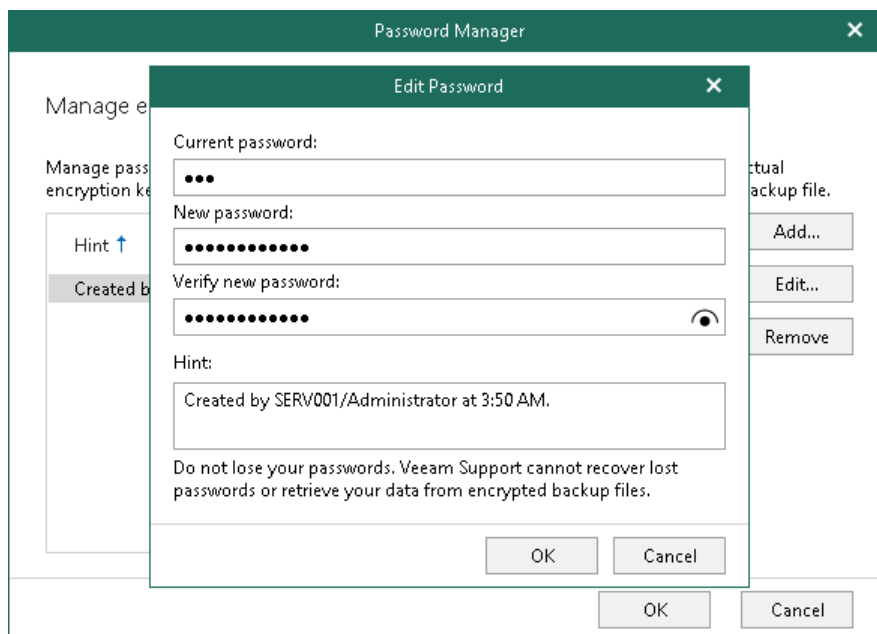 Password Manager
Edit Password
Manage e
Manage pass
encryption ke
ctual
ackup file.
Hint
Created b
Add...
Edit...
Remove
Current password:
●●●
New password:
●●●●●●●●●●●●
Verify new password:
●●●●●●●●●●●●
Hint:
Created by SERV001/Administrator at 3:50 AM.
Do not lose your passwords. Veeam Support cannot recover lost
passwords or retrieve your data from encrypted backup files.
OK Cancel
OK Cancel